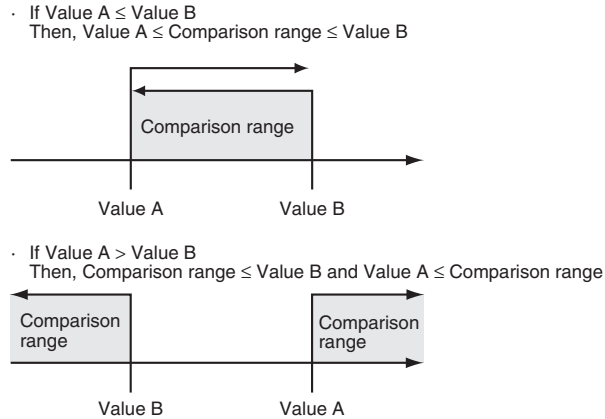 · If Value A ≤ Value B
Then, Value A ≤ Comparison range ≤ Value B
Comparison range
Value A Value B
· If Value A > Value B
Then, Comparison range ≤ Value B and Value A ≤ Comparison range
Comparison
range
Comparison
range
Value B Value A